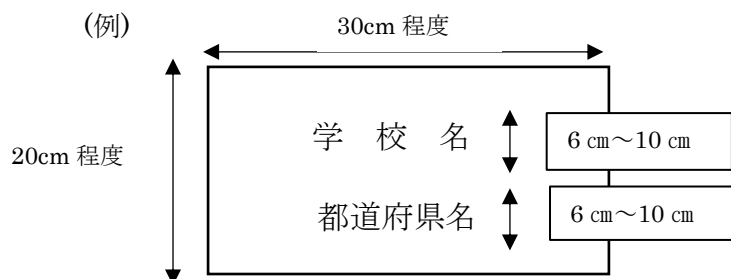 (例)
30cm 程度
20cm 程度
学 校 名
6 ㎝～10 ㎝
都道府県名
6 ㎝～10 ㎝